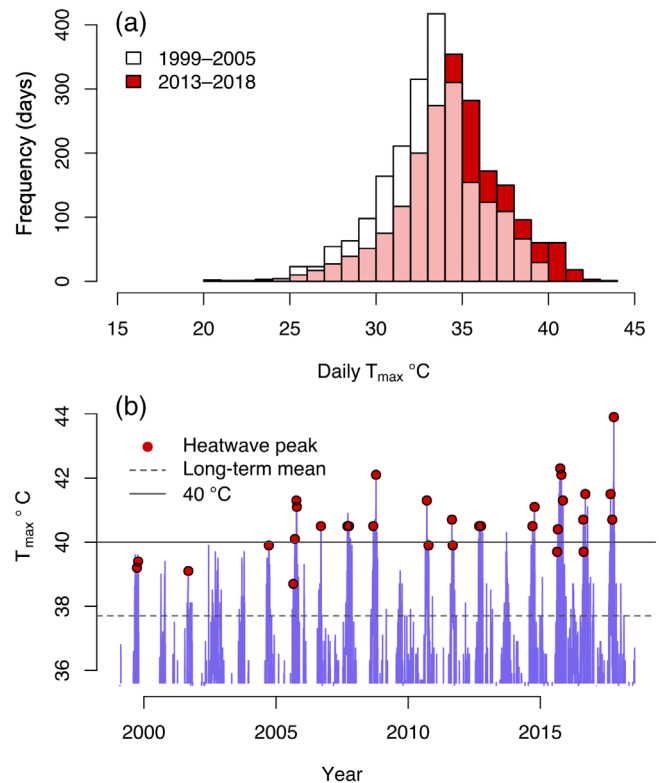 (a)
1999–2005
2013–2018
Frequency (days)
0
100
200
300
400
15
20
25
30
35
40
45
Daily Tmax °C
(b)
Heatwave peak
Long-term mean
40 °C
Tmax ° C
36
38
40
42
44
2000
2005
2010
2015
Year